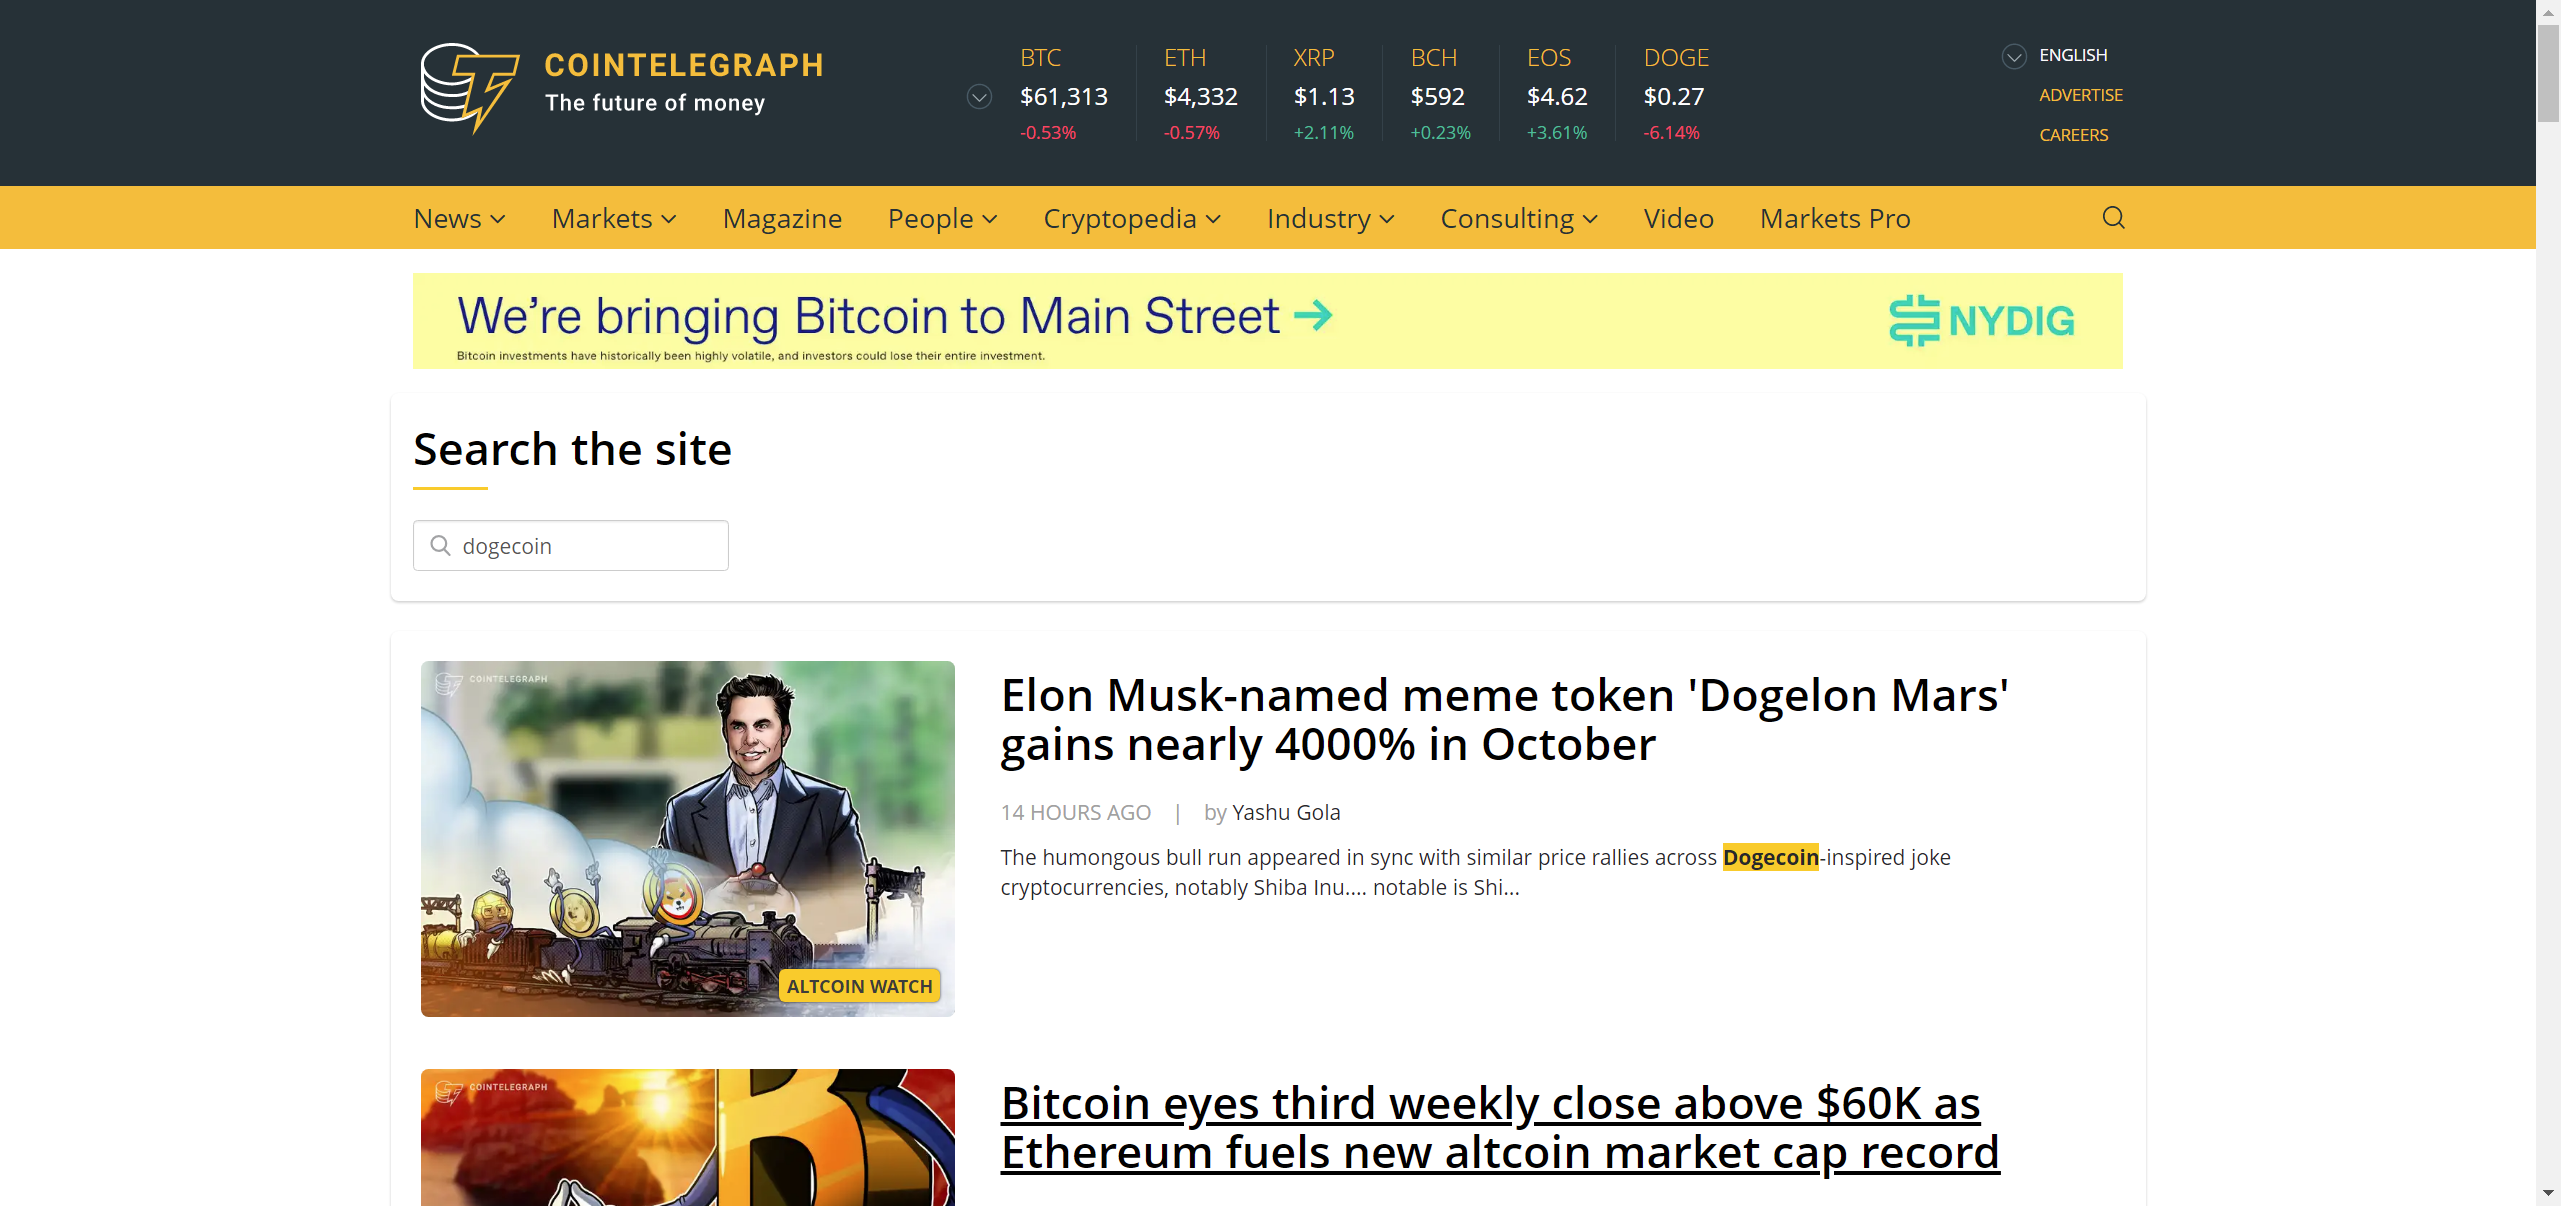 COINTELEGRAPH
The future of money
BTC
$61,313
-0.53%
ETH
$4,332
-0.57%
XRP
$1.13
+2.11%
BCH
$592
+0.23%
EOS
$4.62
+3.61%
DOGE
$0.27
-6.14%
ENGLISH
ADVERTISE
CAREERS
News Markets Magazine People Cryptopedia Industry Consulting Video Markets Pro
We’re bringing Bitcoin to Main Street →
Bitcoin investments have historically been highly volatile, and investors could lose their entire investment.
NYDIG
Search the site
dogecoin
COINTELEGRAPH
ALTCOIN WATCH
Elon Musk-named meme token 'Dogelon Mars'
gains nearly 4000% in October
14 HOURS AGO | by Yashu Gola
The humongous bull run appeared in sync with similar price rallies across Dogecoin-inspired joke
cryptocurrencies, notably Shiba Inu.... notable is Shi...
COINTELEGRAPH
Bitcoin eyes third weekly close above $60K as
Ethereum fuels new altcoin market cap record